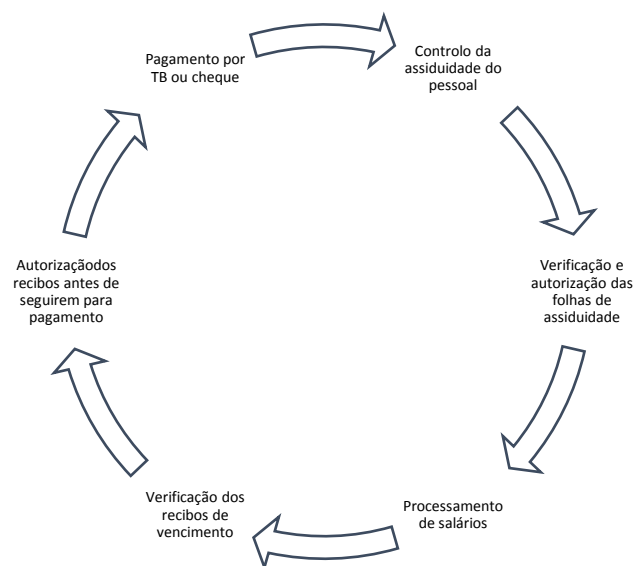 Pagamento por
TB ou cheque
Controlo da
assiduidade do
pessoal
Verificação e
autorização das
folhas de
assiduidade
Processamento
de salários
Verificação dos
recibos de
vencimento
Autorizaçãodos
recibos antes de
seguirem para
pagamento